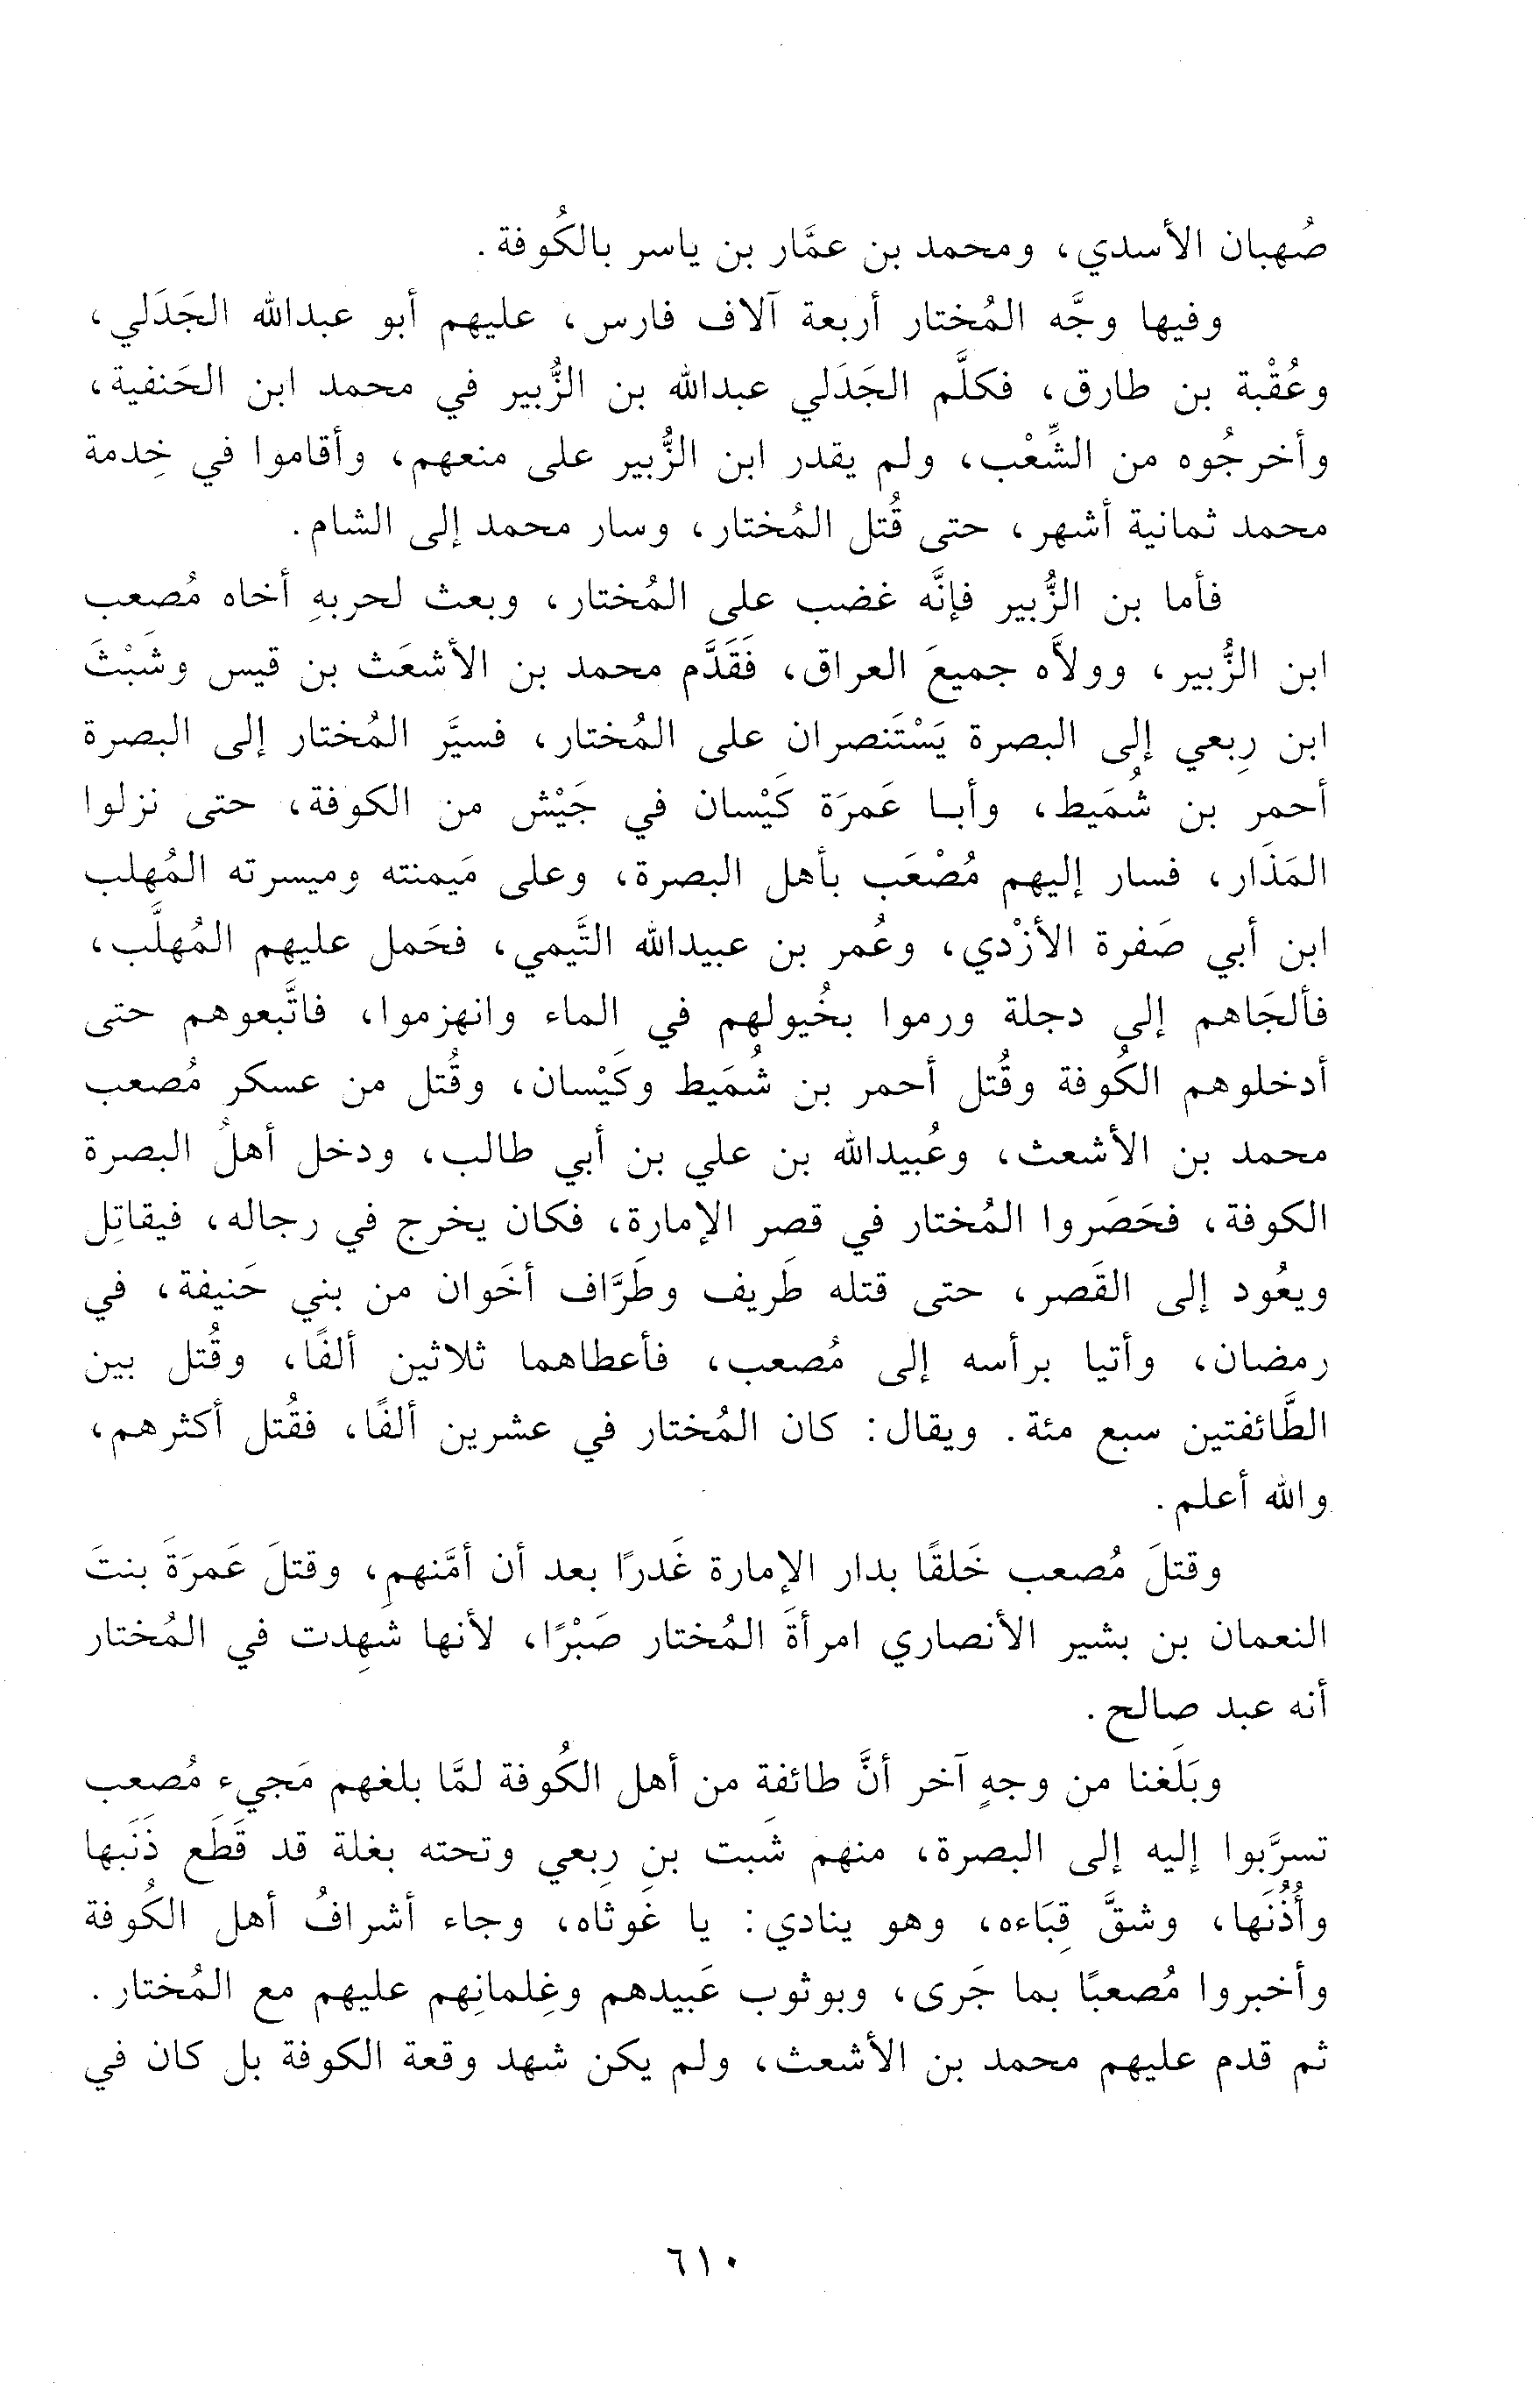 صُهبان الأسدي، ومحمد بن عمَّار بن ياسر بالكُوفة.
وفيها وجَّه المُختار أربعة آلاف فارس، عليهم أبو عبدالله الجَدَلي،
وعُقْبة بن طارق، فكلَّم الجَدَلي عبدالله بن الزُّبير في محمد ابن الحَنفية،
وأخرجُوه من الشِّعْب، ولم يقدر ابن الزُّبير على منعهم، وأقاموا في خِدمة
محمد ثمانية أشهر، حتى قُتل المُختار، وسار محمد إلى الشام.
فأما بن الزُّبير فإنَّه غضب على المُختار، وبعث لحربهِ أخاه مُصعب
ابن الزُّبير، وولاَّه جميعَ العراق، فَقَدَّم محمد بن الأشعَث بن قيس وشَبْثَ
ابن رِبعي إلى البصرة يَسْتَنصران على المُختار، فسيَّر المُختار إلى البصرة
أحمر بن شُمَيط، وأبا عَمرَة كَيْسان في جَيْش من الكوفة، حتى نزلوا
المَذَار، فسار إليهم مُصْعَب بأهل البصرة، وعلى مَيمنته وميسرته المُهلب
ابن أبي صَفرة الأزْدي، وعُمر بن عبيدالله التَّيمي، فحَمل عليهم المُهلَّب،
فألجَاهم إلى دجلة ورموا بخُيولهم في الماء وانهزموا، فاتَّبعوهم حتى
أدخلوهم الكُوفة وقُتل أحمر بن شُمَيط وكَيْسان، وقُتل من عسكر مُصعب
محمد بن الأشعث، وعُبيدالله بن علي بن أبي طالب، ودخل أهلُ البصرة
الكوفة، فحَصَروا المُختار في قصر الإمارة، فكان يخرج في رجاله، فيقاتِل
ويعُود إلى القَصر، حتى قتله طَريف وطَرَّاف أخَوان من بني حَنيفة، في
رمضان، وأتيا برأسه إلى مُصعب، فأعطاهما ثلاثين ألفًا، وقُتل بين
الطَّائفتين سبع مئة. ويقال: كان المُختار في عشرين ألفًا، فقُتل أكثرهم،
والله أعلم.
وقتلَ مُصعب خَلقًا بدار الإمارة غَدرًا بعد أن أمَّنهمِ، وقتلَ عَمرَةَ بنتَ
النعمان بن بشير الأنصاري امرأةَ المُختار صَبْرًا، لأنها شهِدت في المُختار
أنه عبد صالح.
وبَلَغنا من وجهٍ آخر أنَّ طائفة من أهل الكُوفة لمَّا بلغهم مَجيء مُصعب
تسرَّبوا إليه إلى البصرة، منهم شَبت بن رِبعي وتحته بغلة قد قَطَع ذَنَبها
وأُذُنَها، وشقَّ قِبَاءه، وهو ينادي: يا غَوثاه، وجاء أشرافُ أهل الكُوفة
وأخبروا مُصعبًا بما جَرى، وبوثوب عَبيدهم وغِلمانِهم عليهم مع المُختار.
ثم قدم عليهم محمد بن الأشعث، ولم يكن شهد وقعة الكوفة بل كان في
٦١٠